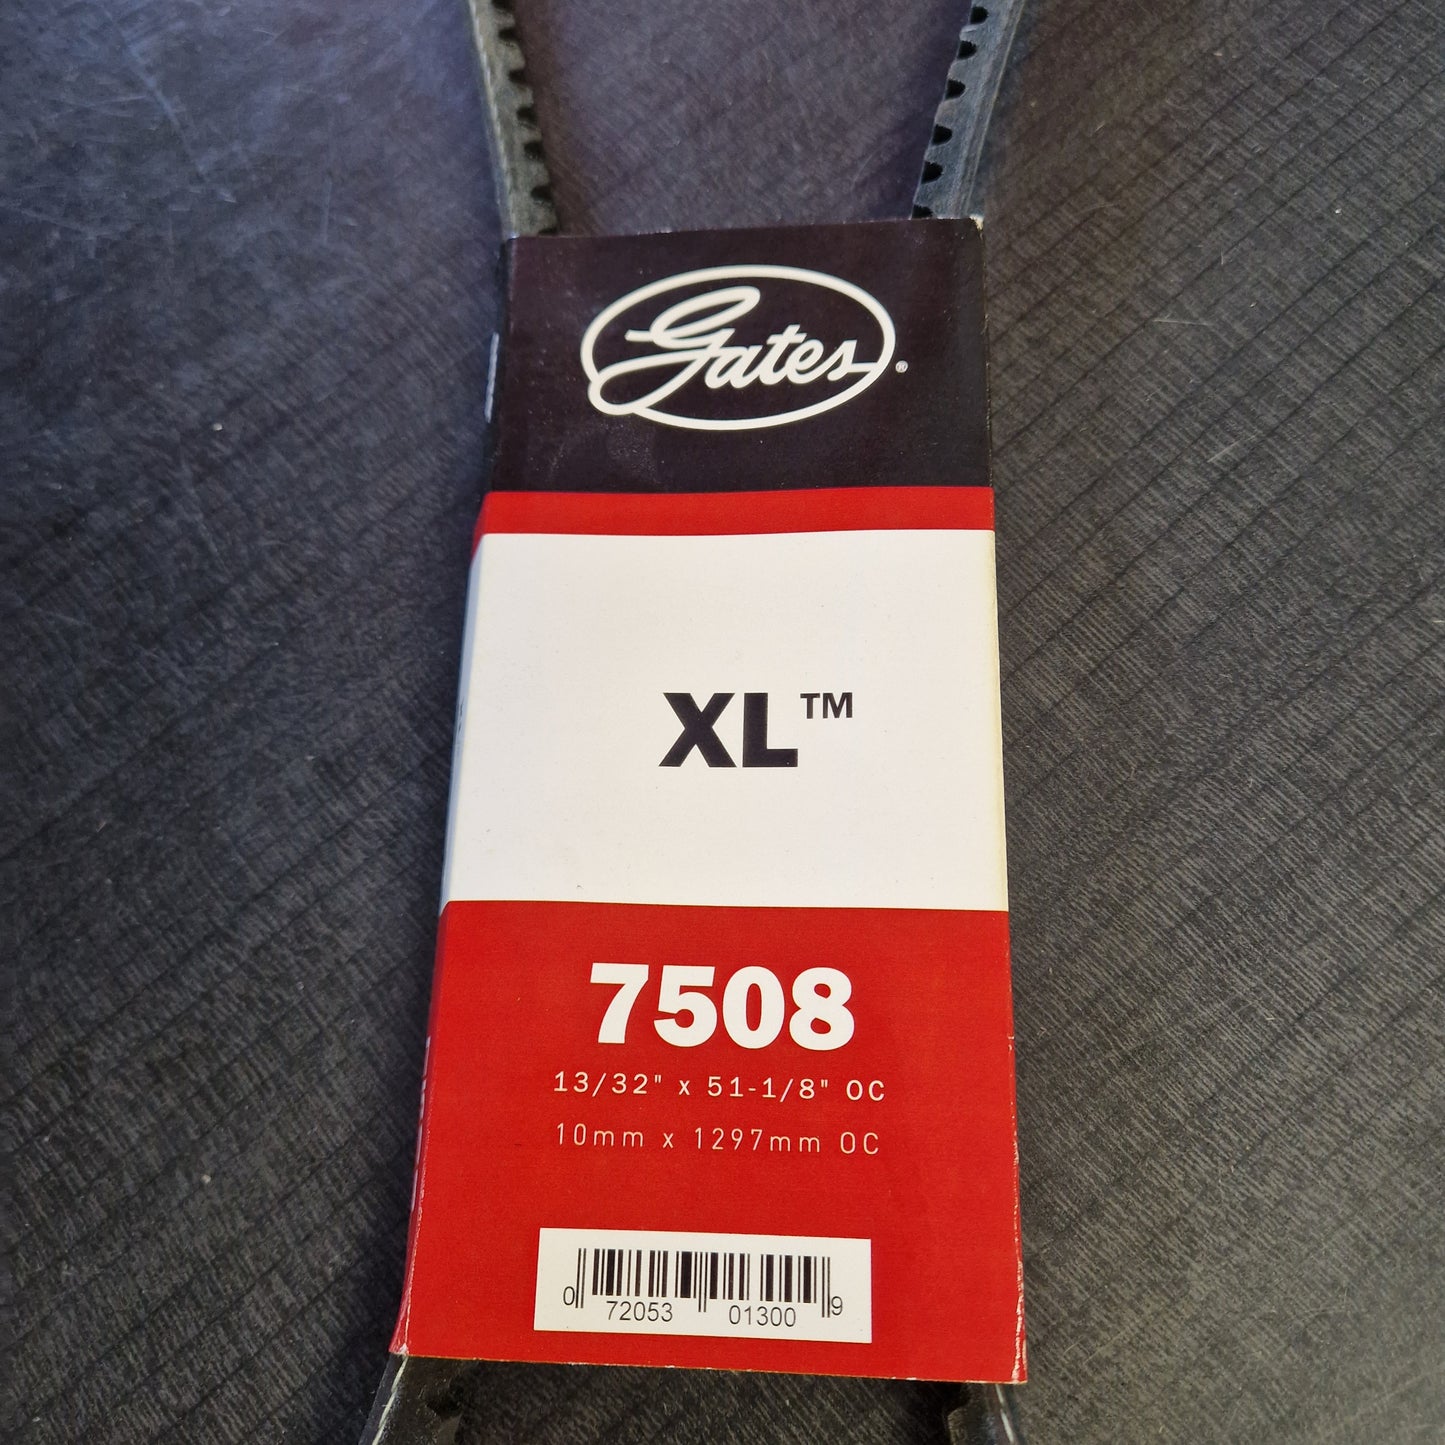 Gates®
XL™
7508
13/32" x 51-1/8" OC
10mm x 1297mm OC
0 72053 01300 9